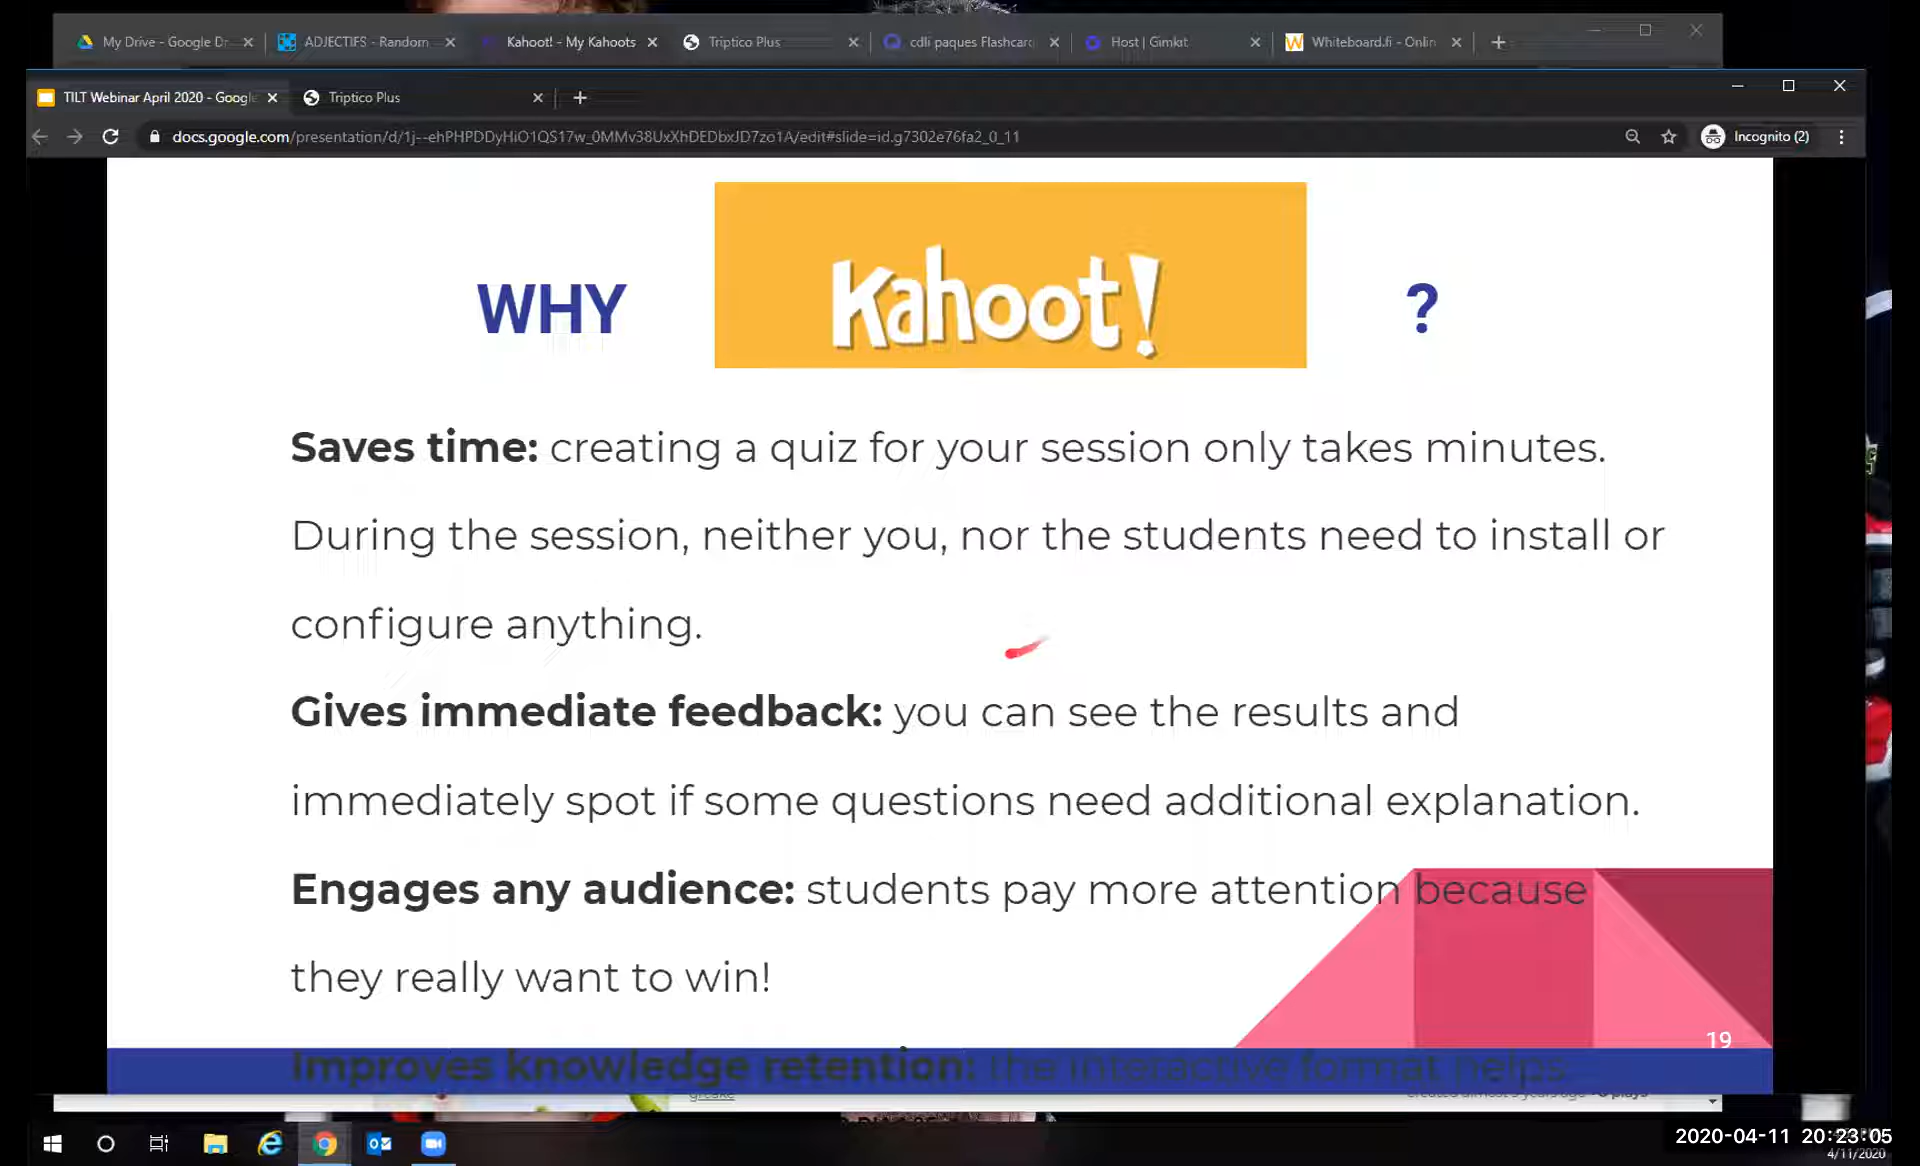 My Drive - Google Dr
ADJECTIFS - Random
Kahoot! - My Kahoots
Triptico Plus
cdli paques Flashcard
Host | Gimkit
Whiteboard.fi - Onlin
TILT Webinar April 2020 - Google
Triptico Plus
docs.google.com/presentation/d/1j--ehPHPDDyHiO1QS17w_0MMv38UxXhDEDbxJD7zo1A/edit#slide=id.g7302e76fa2_0_11
Incognito (2)
WHY Kahoot! ?
Saves time: creating a quiz for your session only takes minutes.
During the session, neither you, nor the students need to install or
configure anything.
Gives immediate feedback: you can see the results and
immediately spot if some questions need additional explanation.
Engages any audience: students pay more attention because
they really want to win!
19
Improves knowledge retention: the interactive format helps
2020-04-11 20:23:05
4/11/2020